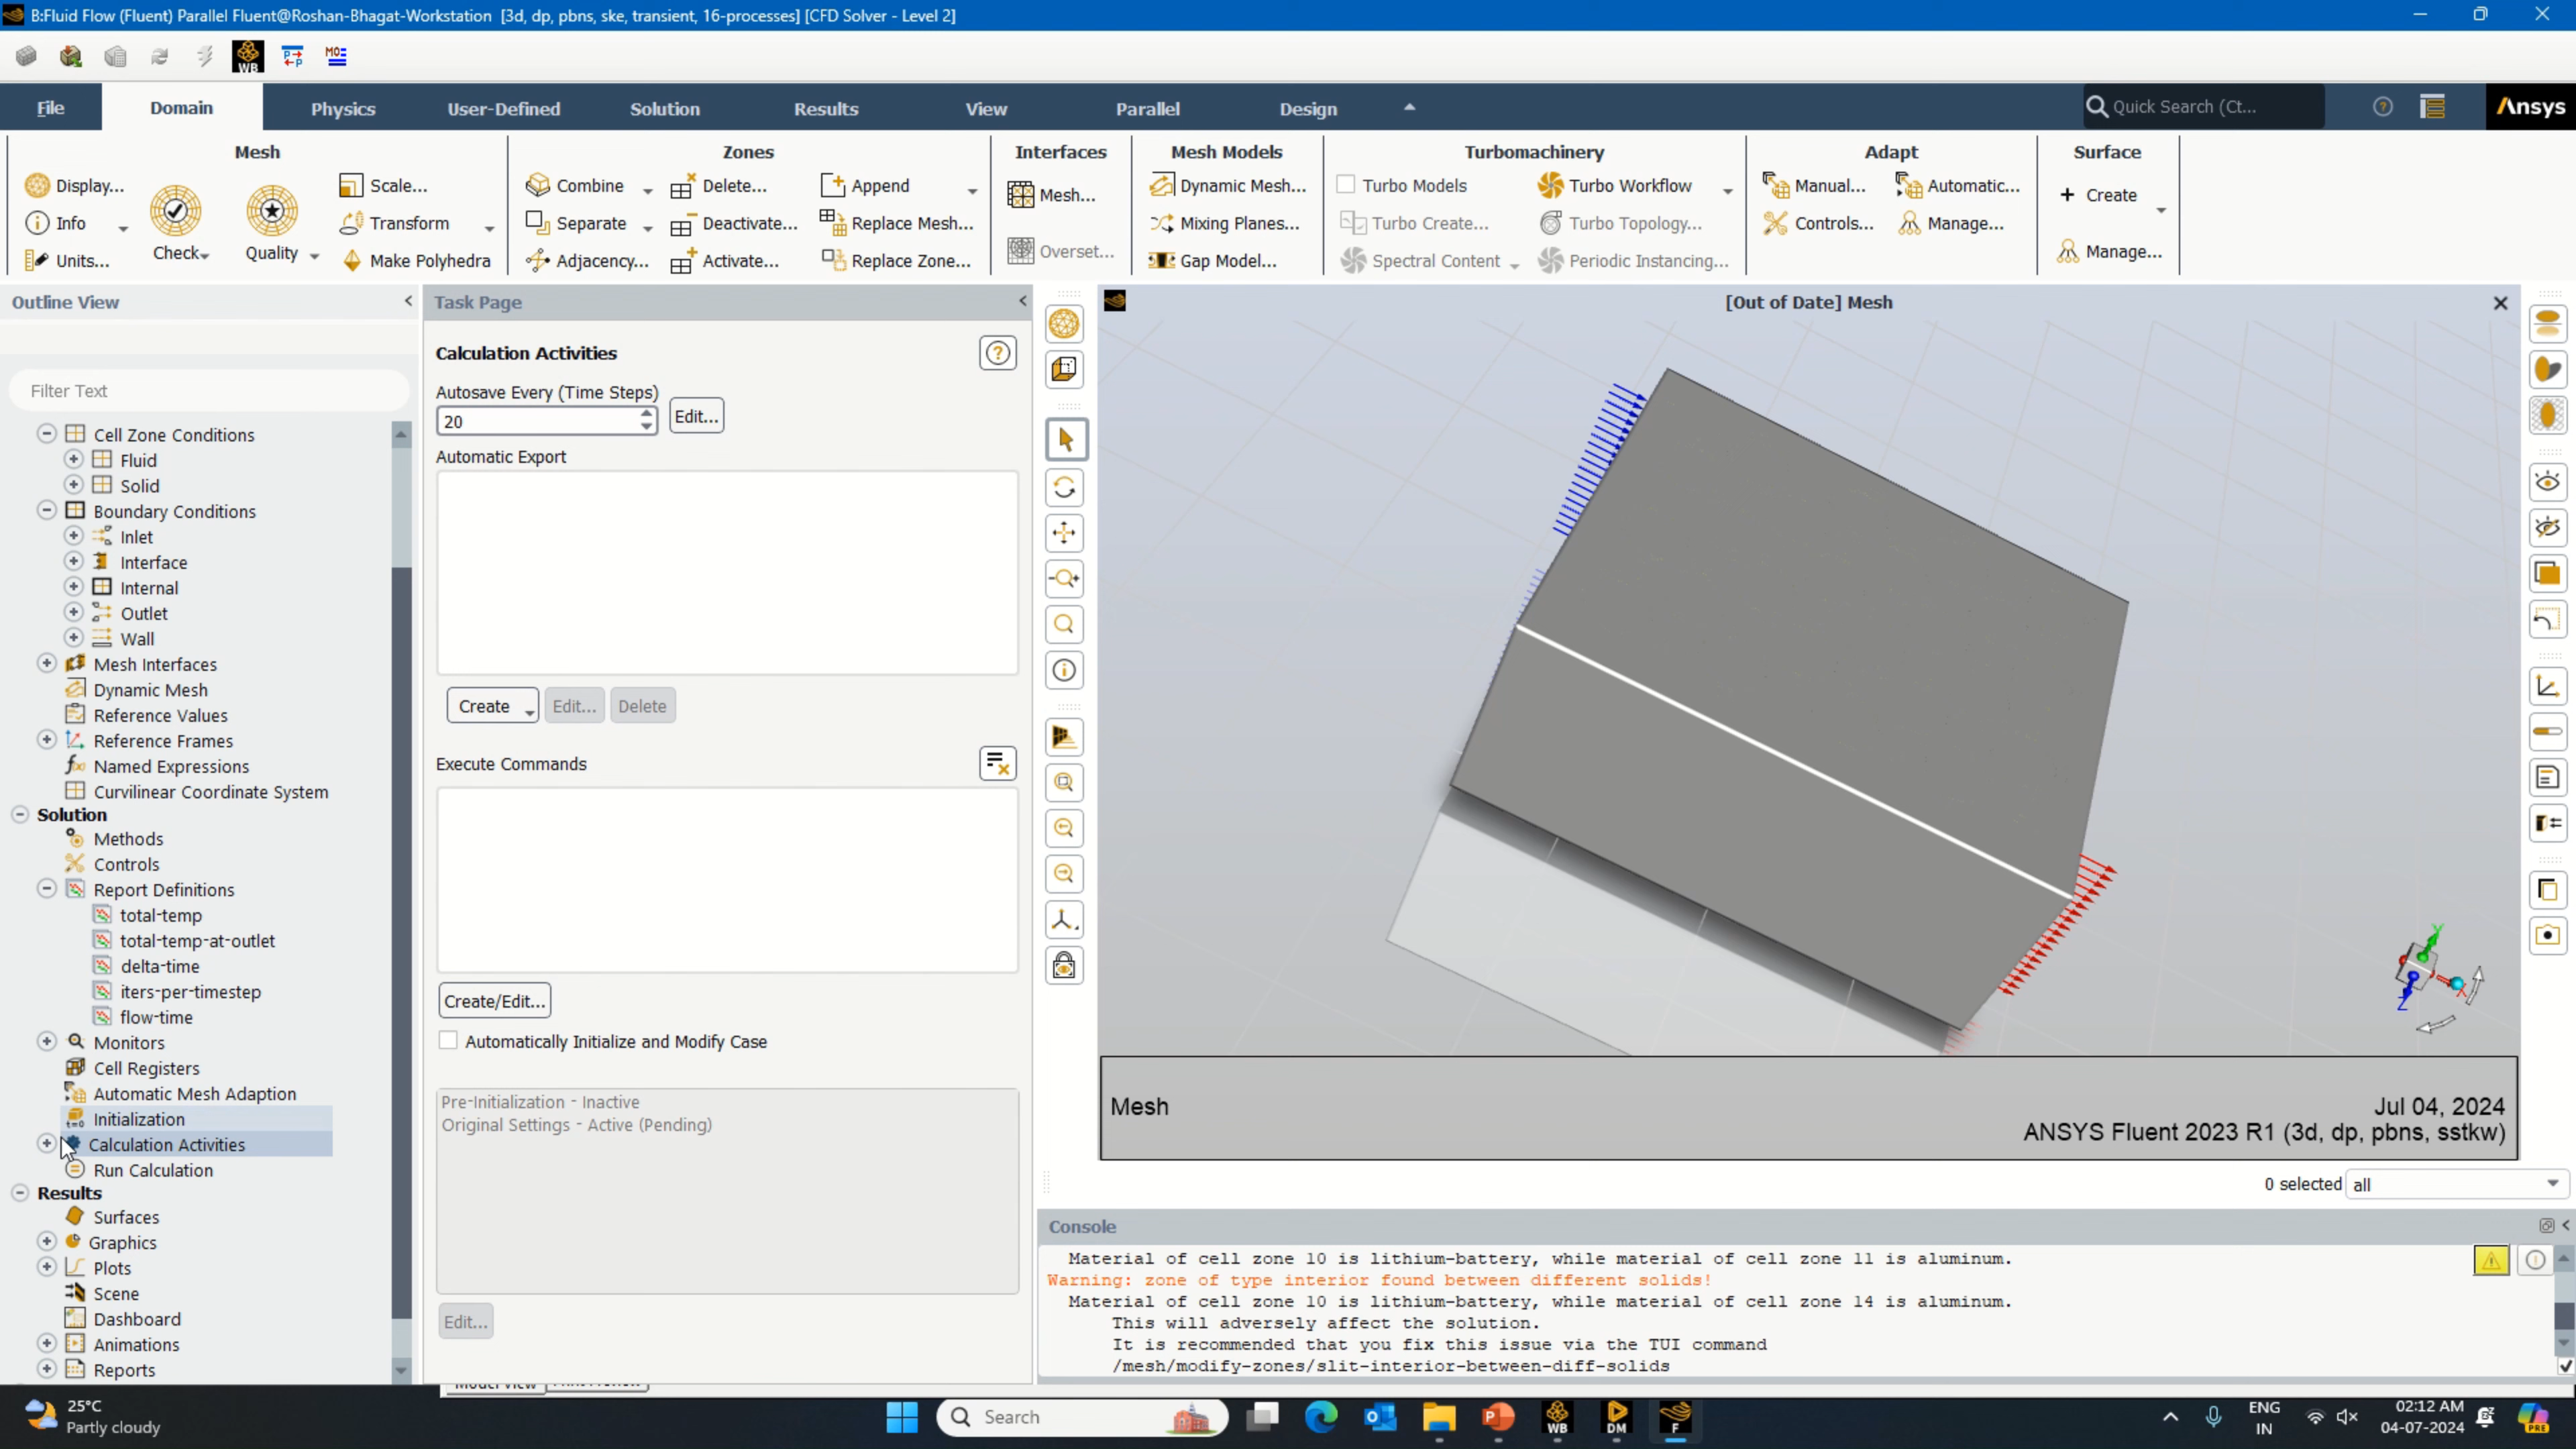 B:Fluid Flow (Fluent) Parallel Fluent@Roshan-Bhagat-Workstation [3d, dp, pbns, ske, transient, 16-processes] [CFD Solver - Level 2]
WB
MO
File Domain Physics User-Defined Solution Results View Parallel Design Quick Search (Ct... Ansys
Mesh Zones Interfaces Mesh Models Turbomachinery Adapt Surface
Display... Scale... Combine Delete... Append Mesh... Dynamic Mesh... Turbo Models Turbo Workflow Manual... Automatic... + Create
Info Transform Separate Deactivate... Replace Mesh... Mixing Planes... Turbo Create... Turbo Topology... Controls... Manage...
Units... Check Quality Make Polyhedra Adjacency... Activate... Replace Zone... Overset... Gap Model... Spectral Content Periodic Instancing... Manage...
Outline View
Filter Text
Cell Zone Conditions
Fluid
Solid
Boundary Conditions
Inlet
Interface
Internal
Outlet
Wall
Mesh Interfaces
Dynamic Mesh
Reference Values
Reference Frames
Named Expressions
Curvilinear Coordinate System
Solution
Methods
Controls
Report Definitions
total-temp
total-temp-at-outlet
delta-time
iters-per-timestep
flow-time
Monitors
Cell Registers
Automatic Mesh Adaption
Initialization
Calculation Activities
Run Calculation
Results
Surfaces
Graphics
Plots
Scene
Dashboard
Animations
Reports
Task Page
Calculation Activities
Autosave Every (Time Steps)
20 Edit...
Automatic Export
Create Edit... Delete
Execute Commands
Create/Edit...
Automatically Initialize and Modify Case
Pre-Initialization - Inactive
Original Settings - Active (Pending)
Edit...
[Out of Date] Mesh
Y
X
Z
Mesh
Jul 04, 2024
ANSYS Fluent 2023 R1 (3d, dp, pbns, sstkw)
0 selected all
Console
Material of cell zone 10 is lithium-battery, while material of cell zone 11 is aluminum.
Warning: zone of type interior found between different solids!
Material of cell zone 10 is lithium-battery, while material of cell zone 14 is aluminum.
This will adversely affect the solution.
It is recommended that you fix this issue via the TUI command
/mesh/modify-zones/slit-interior-between-diff-solids
25°C
Partly cloudy
Search
WB DM F
ENG
IN
02:12 AM
04-07-2024
PRE